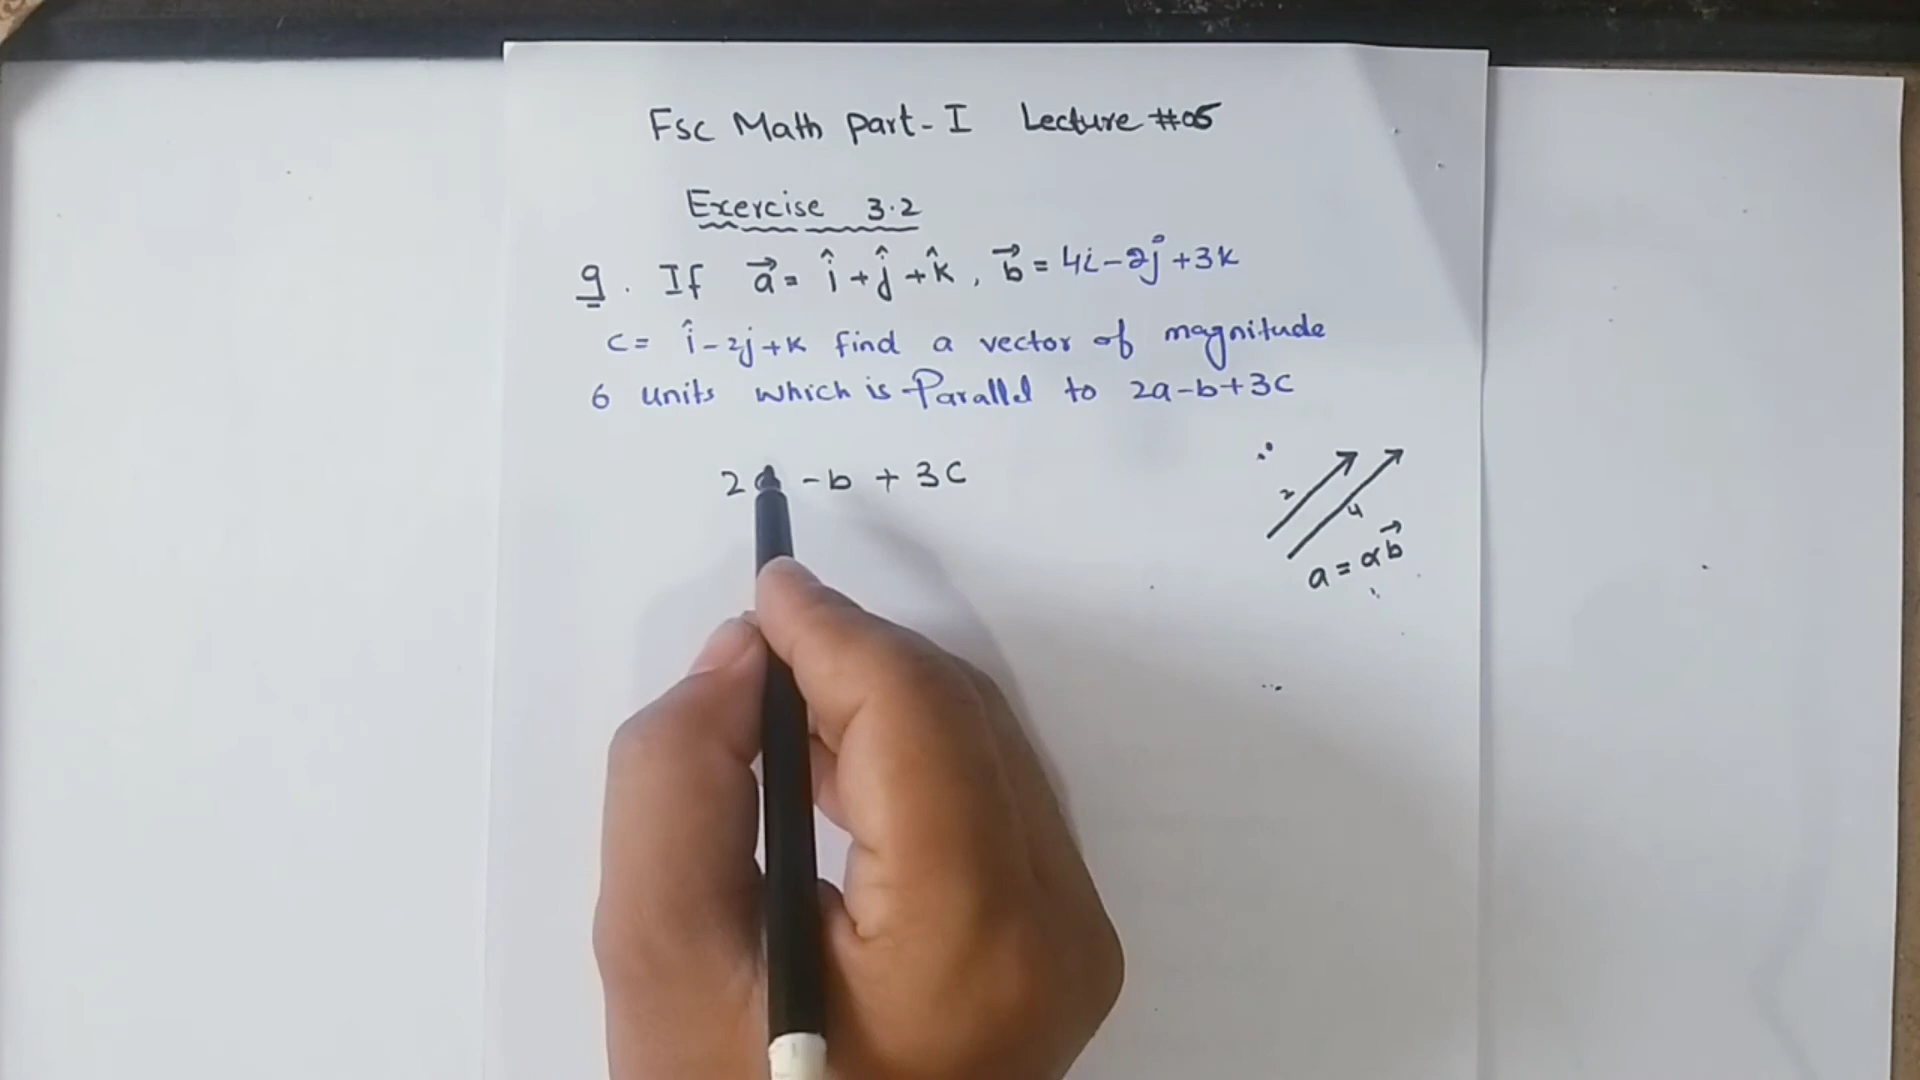 Fsc Math part-I Lecture #05
Exercise 3.2
9. If a⃗ = î + ĵ + k̂, b⃗ = 4i-2j+3k
c = î-2j+k find a vector of magnitude
6 units which is Parallel to 2a-b+3c
2a - b + 3c
2
4
a = αb⃗